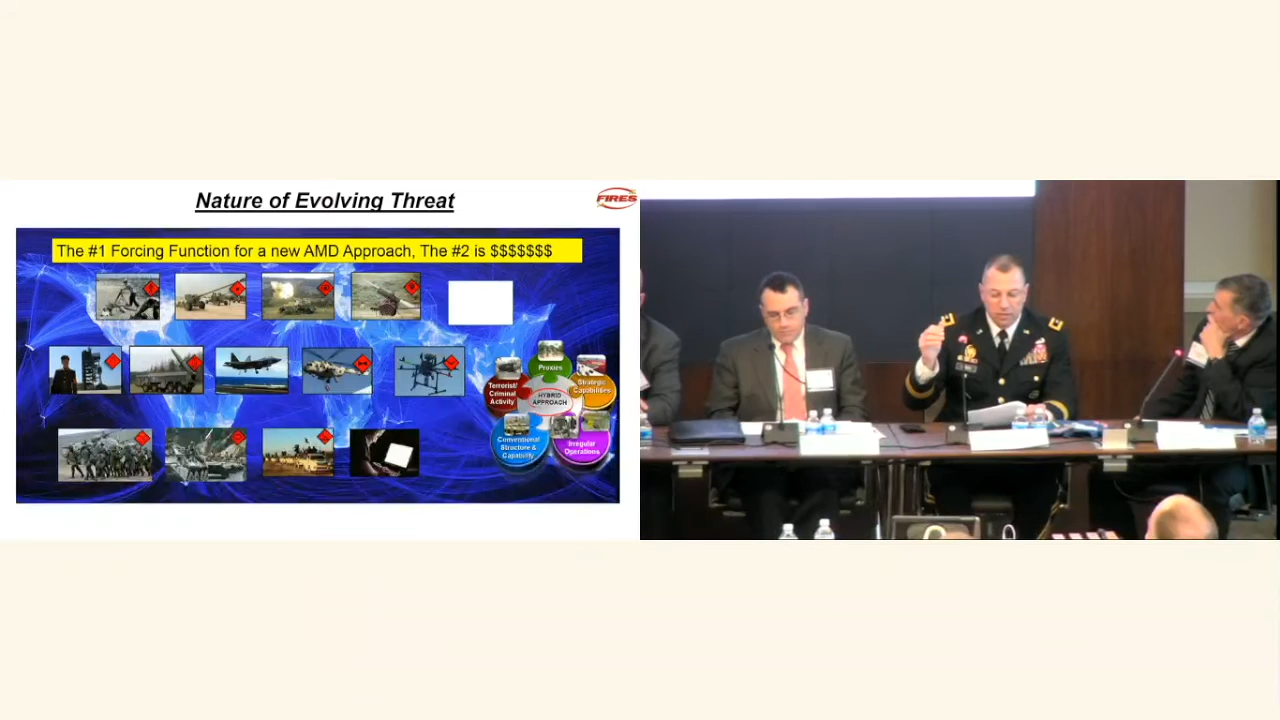 Nature of Evolving Threat
FIRES
The #1 Forcing Function for a new AMD Approach, The #2 is $$$$$$$
Proxies
Terrorist/
Criminal
Activity
Strategic
Capabilities
HYBRID
APPROACH
Conventional
Structure &
Capability
Irregular
Operations